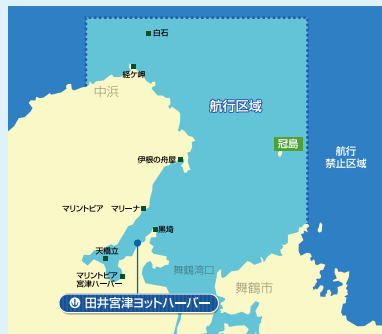 白石
経ケ岬
中浜
航行区域
冠島
航行
禁止区域
伊根の舟屋
マリントピア マリーナ
黒埼
天橋立
舞鶴湾口
マリントピア
宮津ハーバー
舞鶴市
田井宮津ヨットハーバー